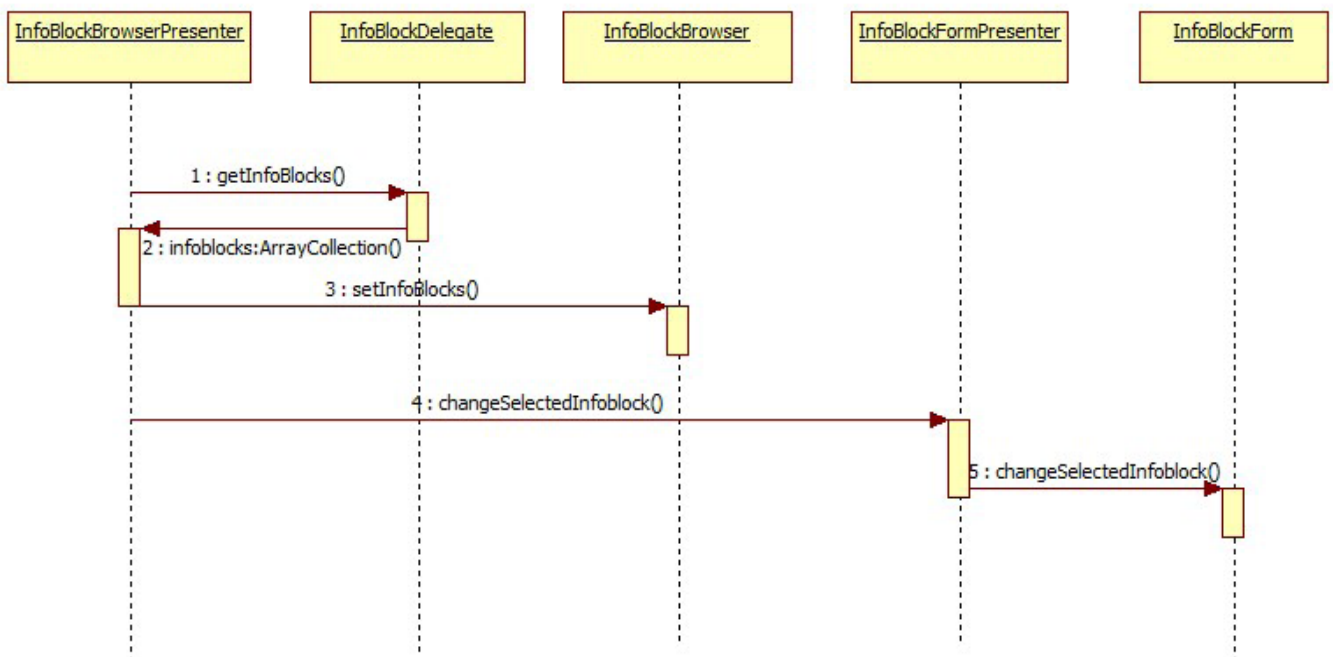 InfoBlockBrowserPresenter
InfoBlockDelegate
InfoBlockBrowser
InfoBlockFormPresenter
InfoBlockForm
1 : getInfoBlocks()
2 : infoblocks:ArrayCollection()
3 : setInfoBlocks()
4 : changeSelectedInfoblock()
5 : changeSelectedInfoblock()